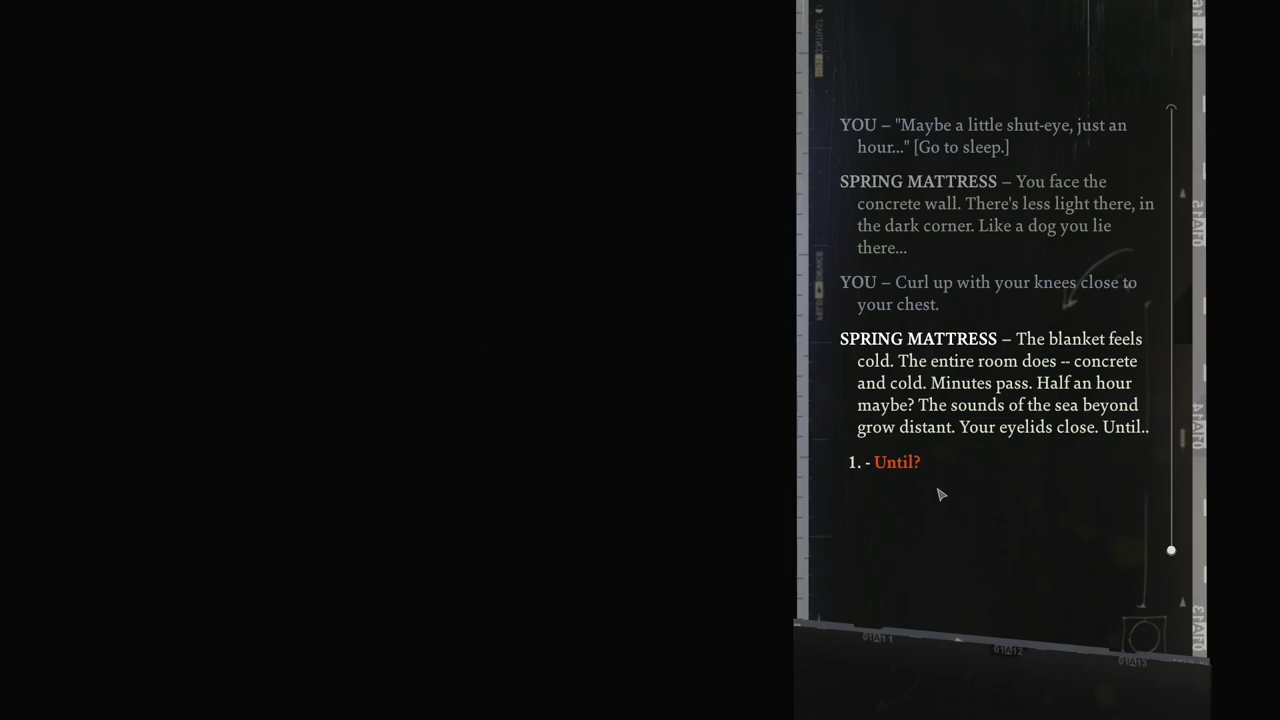 YOU – "Maybe a little shut-eye, just an
hour..." [Go to sleep.]
SPRING MATTRESS – You face the
concrete wall. There's less light there, in
the dark corner. Like a dog you lie
there...
YOU – Curl up with your knees close to
your chest.
SPRING MATTRESS – The blanket feels
cold. The entire room does -- concrete
and cold. Minutes pass. Half an hour
maybe? The sounds of the sea beyond
grow distant. Your eyelids close. Until..
1. - Until?
01A11
01A12
01A13